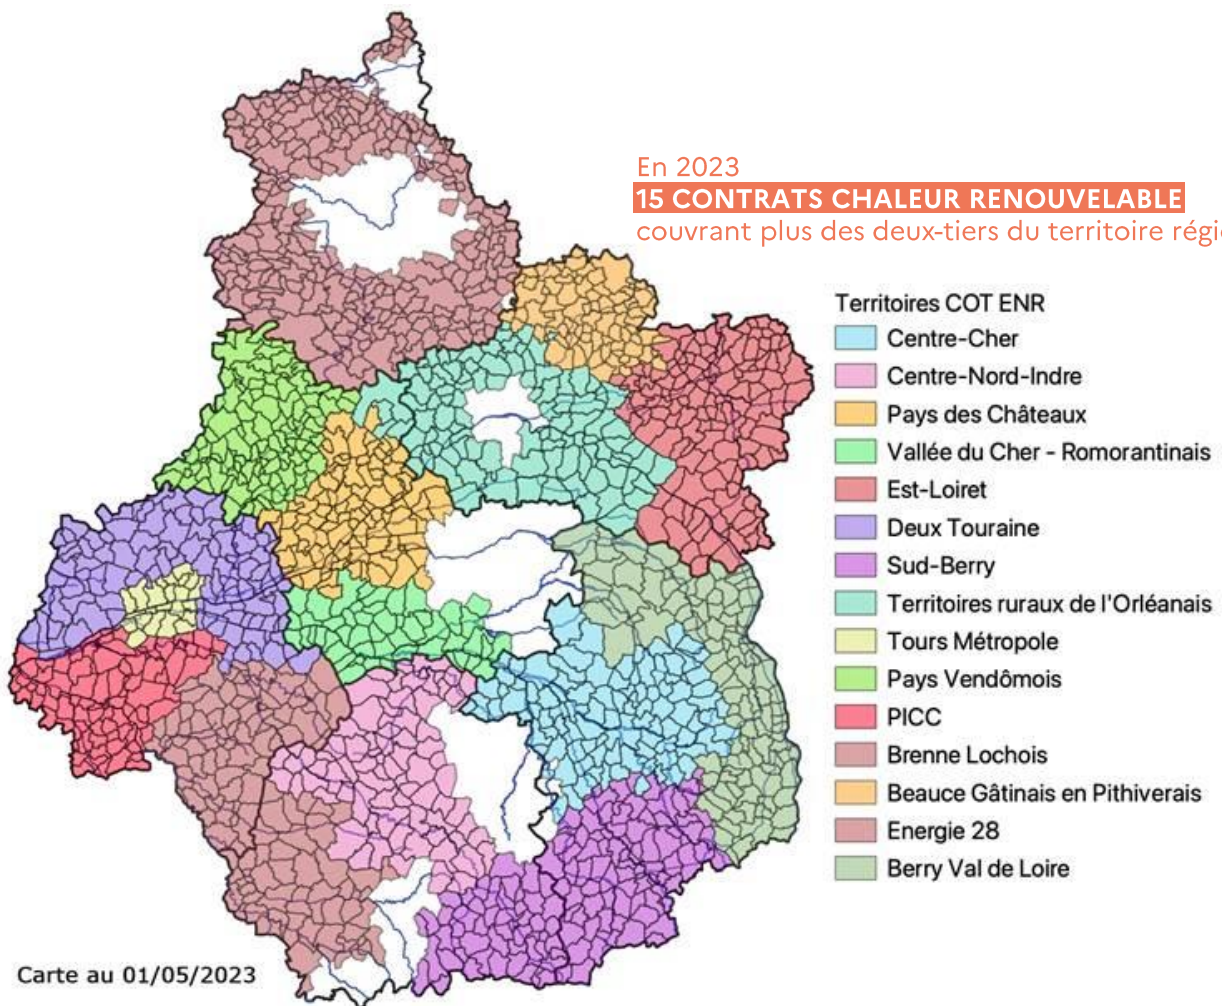 En 2023
15 CONTRATS CHALEUR RENOUVELABLE
couvrant plus des deux-tiers du territoire régi
Territoires COT ENR
Centre-Cher
Centre-Nord-Indre
Pays des Châteaux
Vallée du Cher - Romorantinais
Est-Loiret
Deux Touraine
Sud-Berry
Territoires ruraux de l'Orléanais
Tours Métropole
Pays Vendômois
PICC
Brenne Lochois
Beauce Gâtinais en Pithiverais
Energie 28
Berry Val de Loire
Carte au 01/05/2023